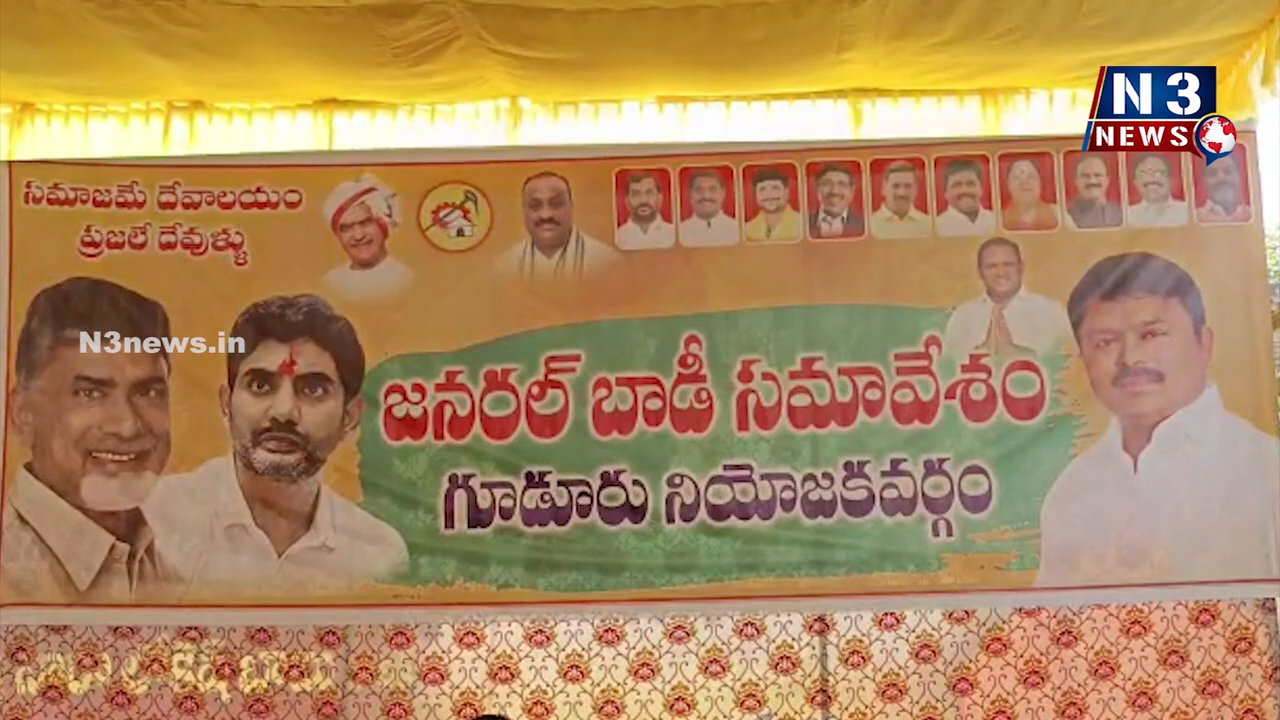 N3
NEWS
సమాజమే దేవాలయం
ప్రజలే దేవుళ్ళు
N3news.in
జనరల్ బాడీ సమావేశం
గూడూరు నియోజకవర్గం